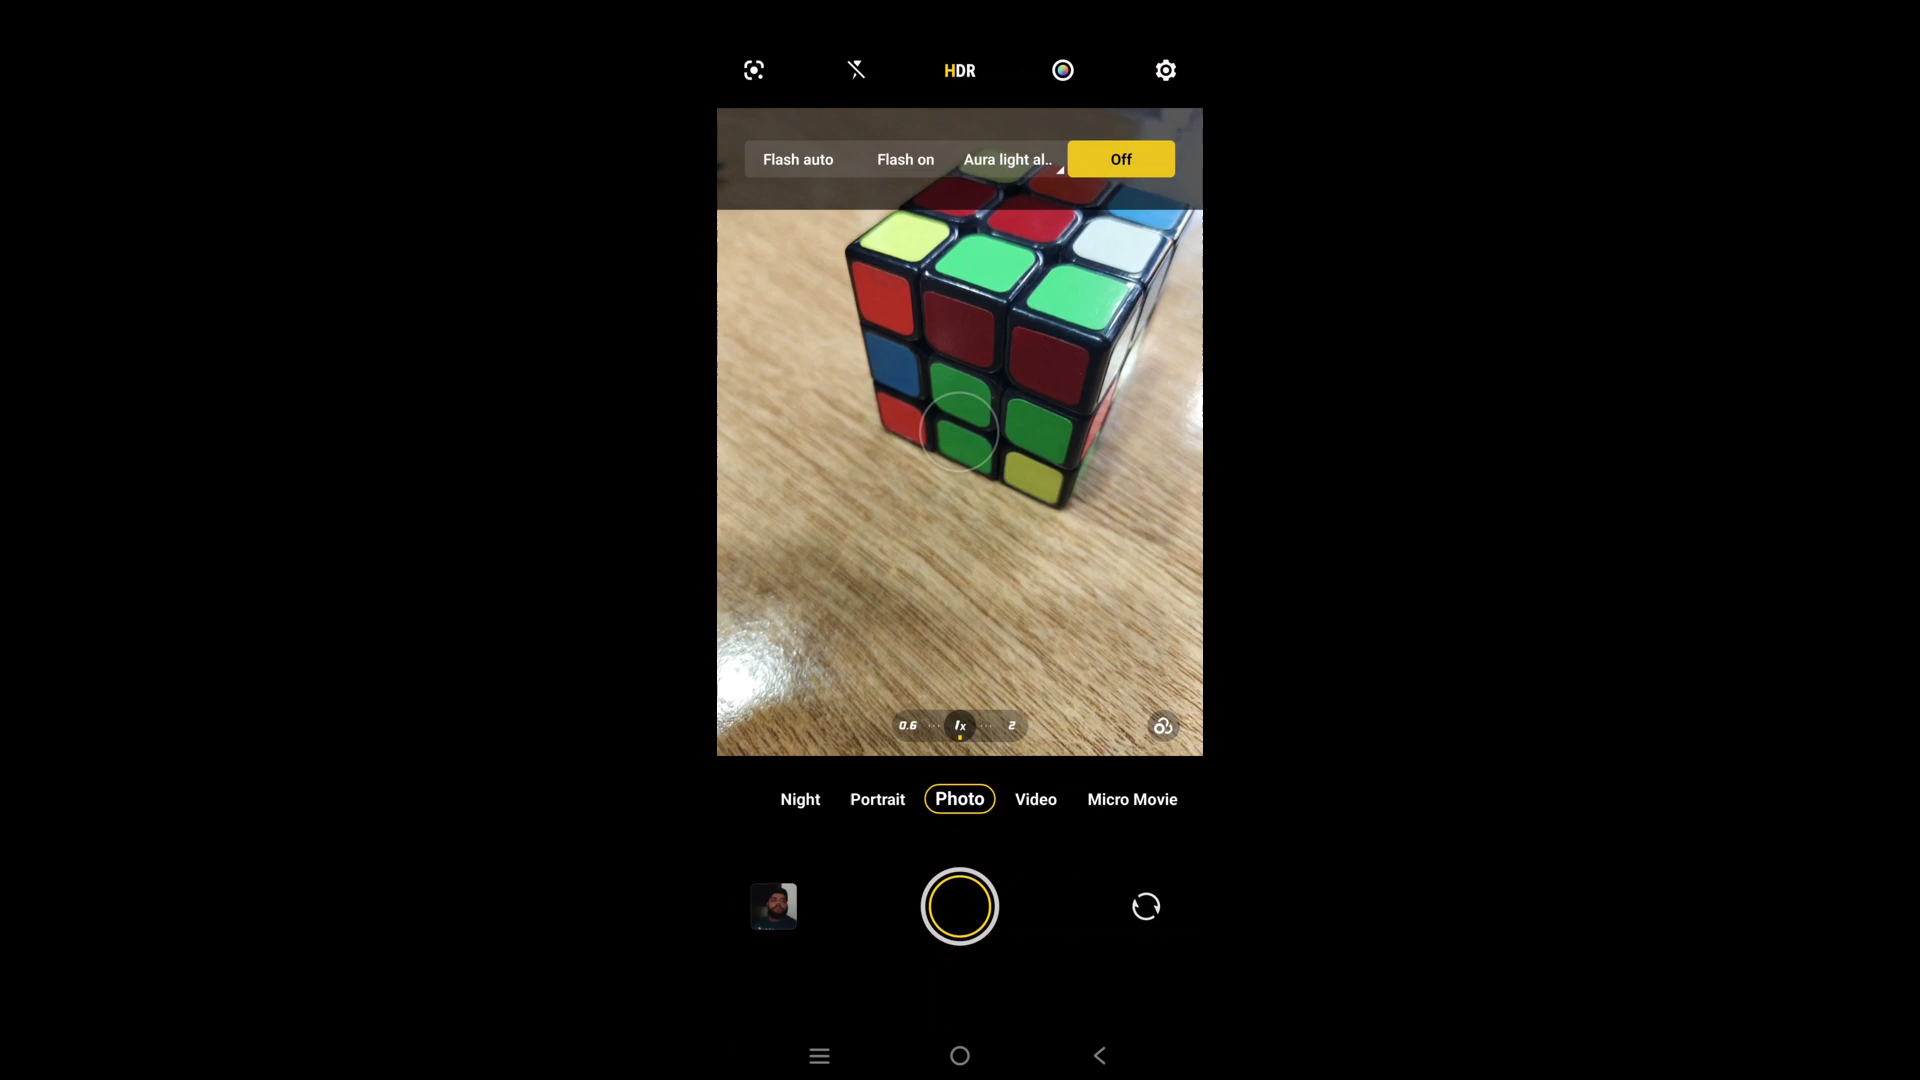 HDR
Flash auto Flash on Aura light al.. Off
0.6 1x 2
Night Portrait Photo Video Micro Movie